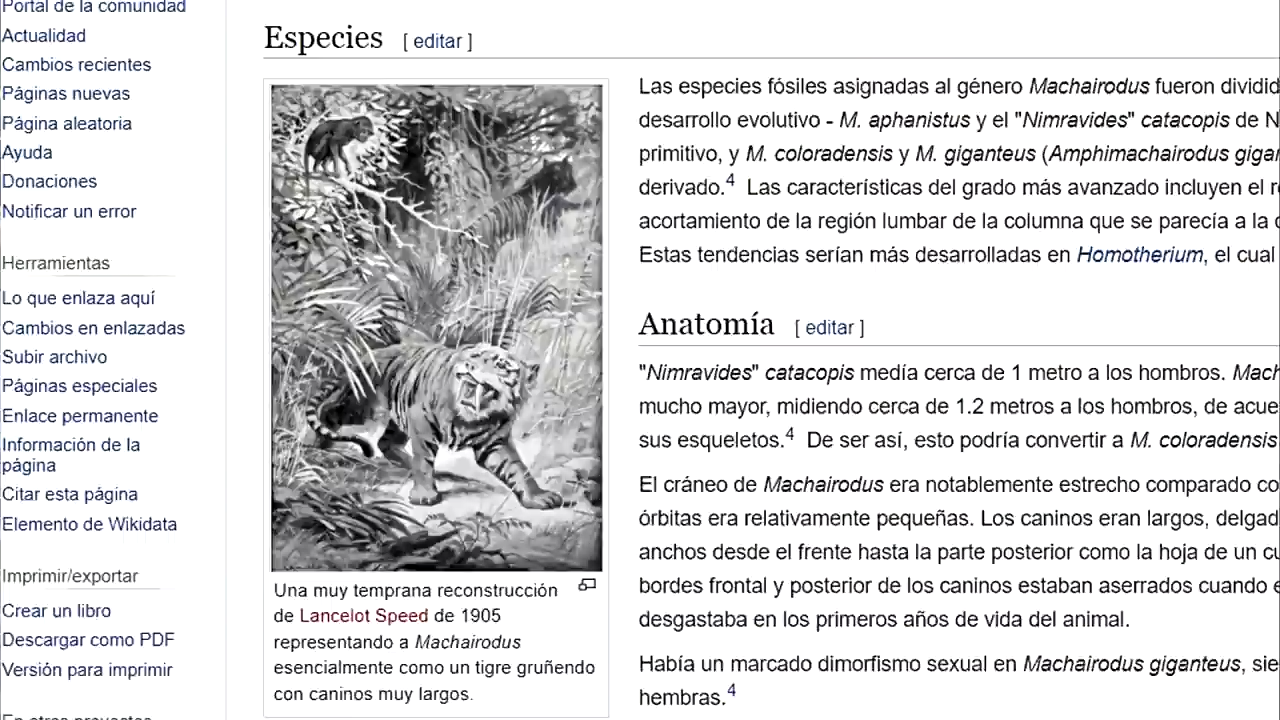 Portal de la comunidad
Actualidad
Cambios recientes
Páginas nuevas
Página aleatoria
Ayuda
Donaciones
Notificar un error
Herramientas
Lo que enlaza aquí
Cambios en enlazadas
Subir archivo
Páginas especiales
Enlace permanente
Información de la
página
Citar esta página
Elemento de Wikidata
Imprimir/exportar
Crear un libro
Descargar como PDF
Versión para imprimir
En otros proyectos
Especies [ editar ]
Una muy temprana reconstrucción
de Lancelot Speed de 1905
representando a Machairodus
esencialmente como un tigre gruñendo
con caninos muy largos.
Las especies fósiles asignadas al género Machairodus fueron
desarrollo evolutivo - M. aphanistus y el "Nimravides" catacopis de
primitivo, y M. coloradensis y M. giganteus (Amphimachairodus
derivado.4 Las características del grado más avanzado incluyen el
acortamiento de la región lumbar de la columna que se parecía a la
Estas tendencias serían más desarrolladas en Homotherium, el cual
Anatomía [ editar ]
"Nimravides" catacopis medía cerca de 1 metro a los hombros.
mucho mayor, midiendo cerca de 1.2 metros a los hombros, de
sus esqueletos.4 De ser así, esto podría convertir a M. coloradensis
El cráneo de Machairodus era notablemente estrecho comparado
órbitas era relativamente pequeñas. Los caninos eran largos,
anchos desde el frente hasta la parte posterior como la hoja de un
bordes frontal y posterior de los caninos estaban aserrados cuando
desgastaba en los primeros años de vida del animal.
Había un marcado dimorfismo sexual en Machairodus giganteus,
hembras.4